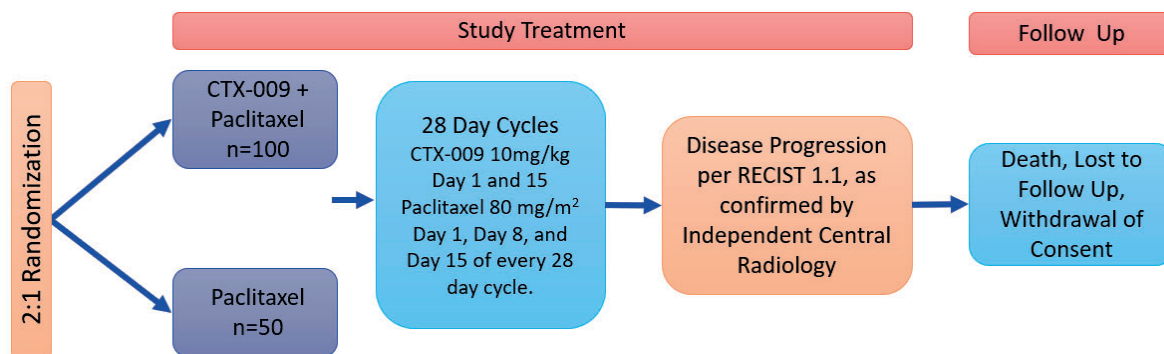 Study Treatment
Follow Up
2:1 Randomization
CTX-009 +
Paclitaxel
n=100
Paclitaxel
n=50
28 Day Cycles
CTX-009 10mg/kg
Day 1 and 15
Paclitaxel 80 mg/m²
Day 1, Day 8, and
Day 15 of every 28
day cycle.
Disease Progression
per RECIST 1.1, as
confirmed by
Independent Central
Radiology
Death, Lost to
Follow Up,
Withdrawal of
Consent